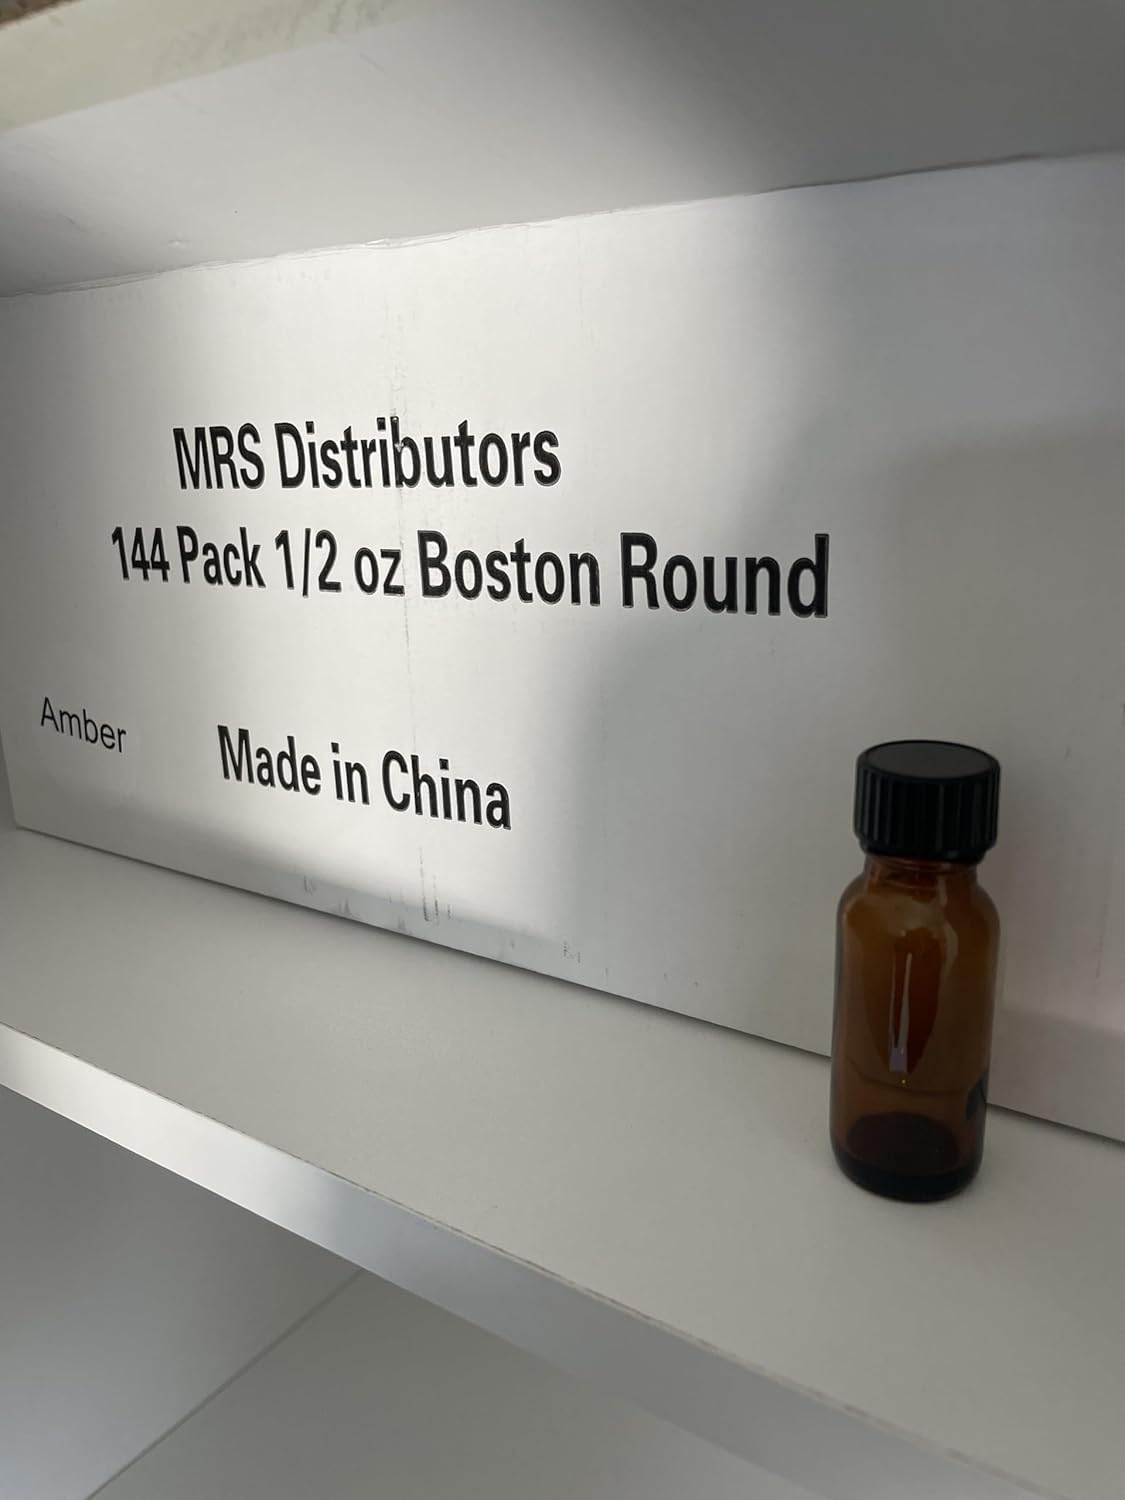 MRS Distributors
144 Pack 1/2 oz Boston Round
Amber
Made in China